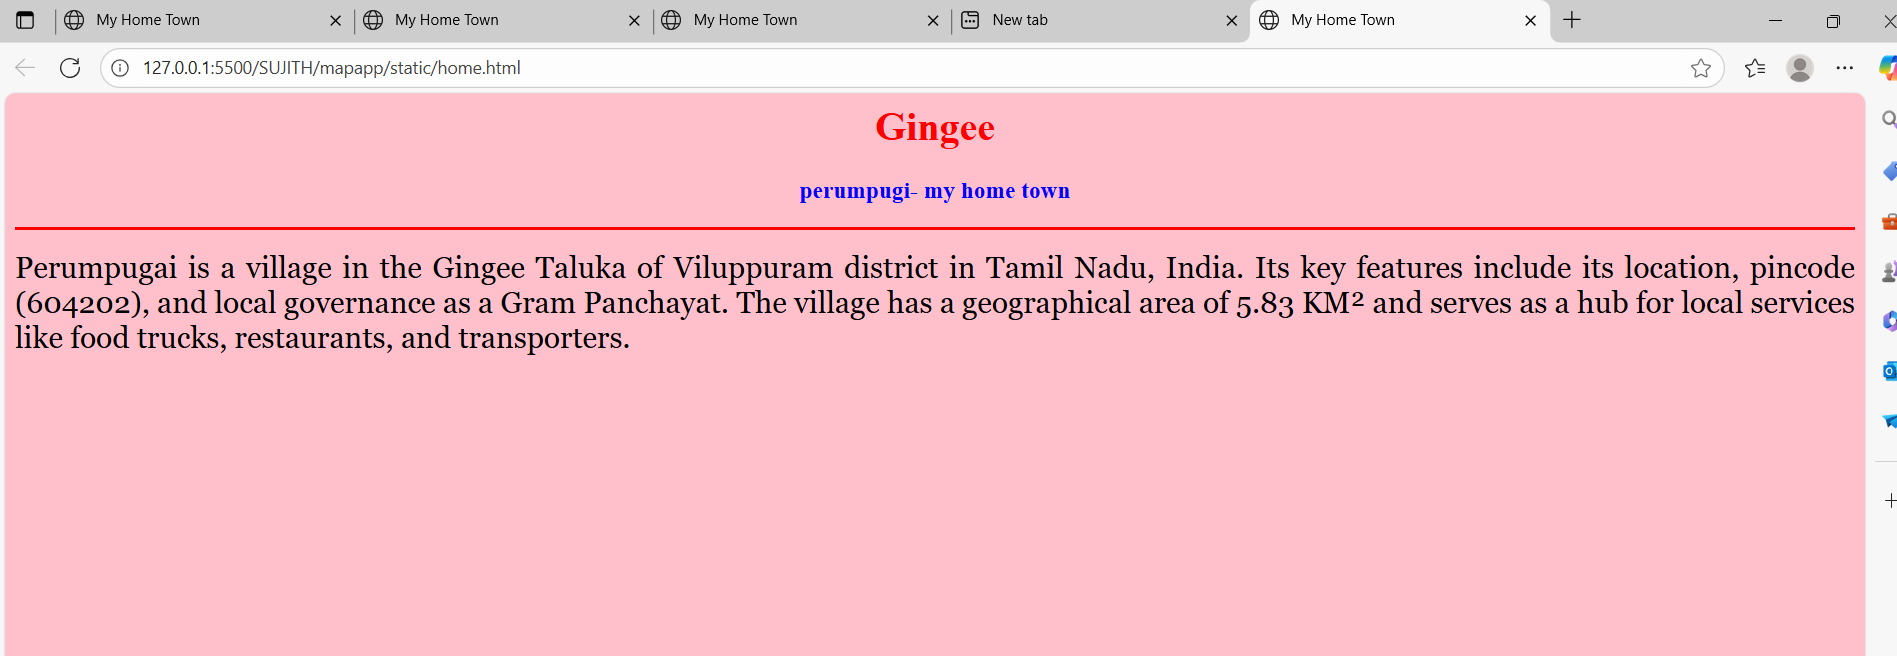 My Home Town My Home Town My Home Town New tab My Home Town
127.0.0.1:5500/SUJITH/mapapp/static/home.html
Gingee
perumpugi- my home town
Perumpugai is a village in the Gingee Taluka of Viluppuram district in Tamil Nadu, India. Its key features include its location, pincode
(604202), and local governance as a Gram Panchayat. The village has a geographical area of 5.83 KM² and serves as a hub for local services
like food trucks, restaurants, and transporters.